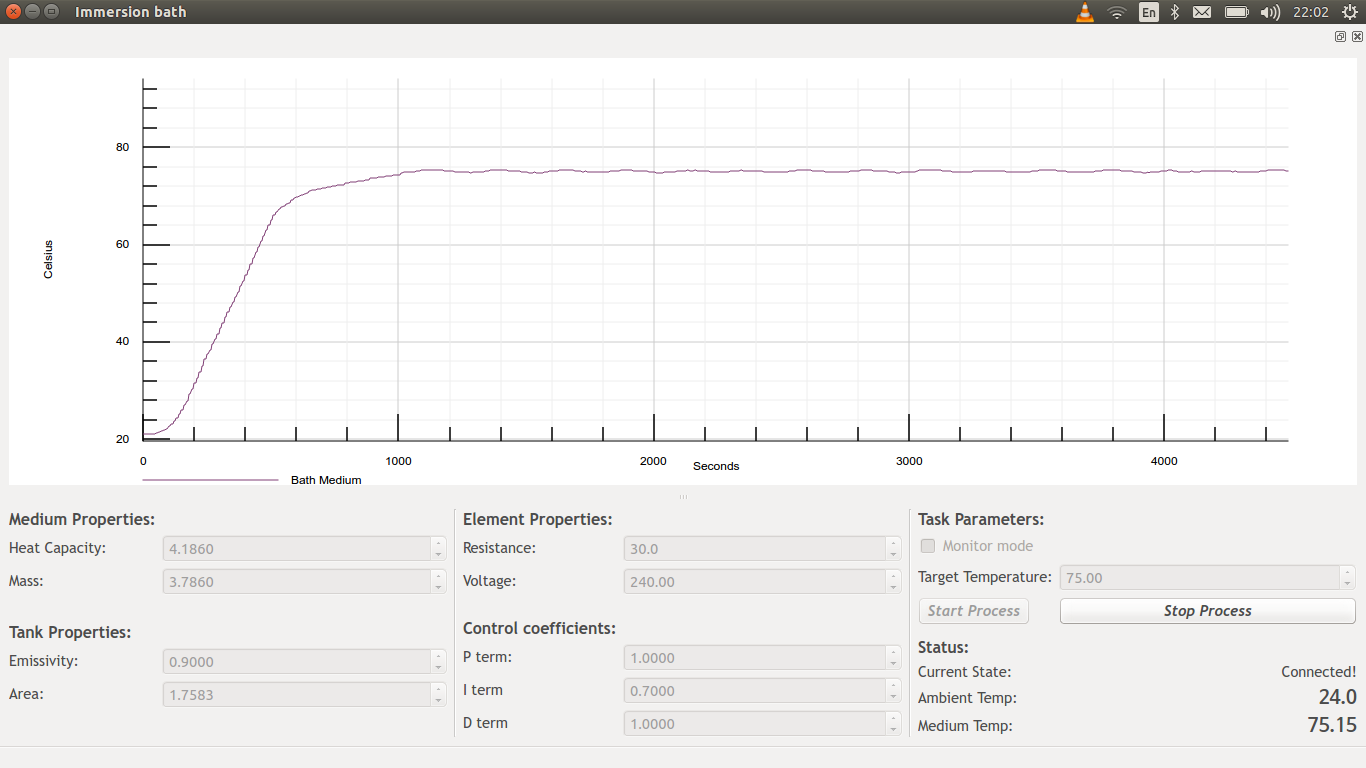 Immersion bath
En
22:02
80
60
40
20
Celsius
0
1000
2000
3000
4000
Seconds
Bath Medium
Medium Properties:
Heat Capacity:
4.1860
Mass:
3.7860
Tank Properties:
Emissivity:
0.9000
Area:
1.7583
Element Properties:
Resistance:
30.0
Voltage:
240.00
Control coefficients:
P term:
1.0000
I term
0.7000
D term
1.0000
Task Parameters:
Monitor mode
Target Temperature:
75.00
Start Process
Stop Process
Status:
Current State:
Connected!
Ambient Temp:
24.0
Medium Temp:
75.15